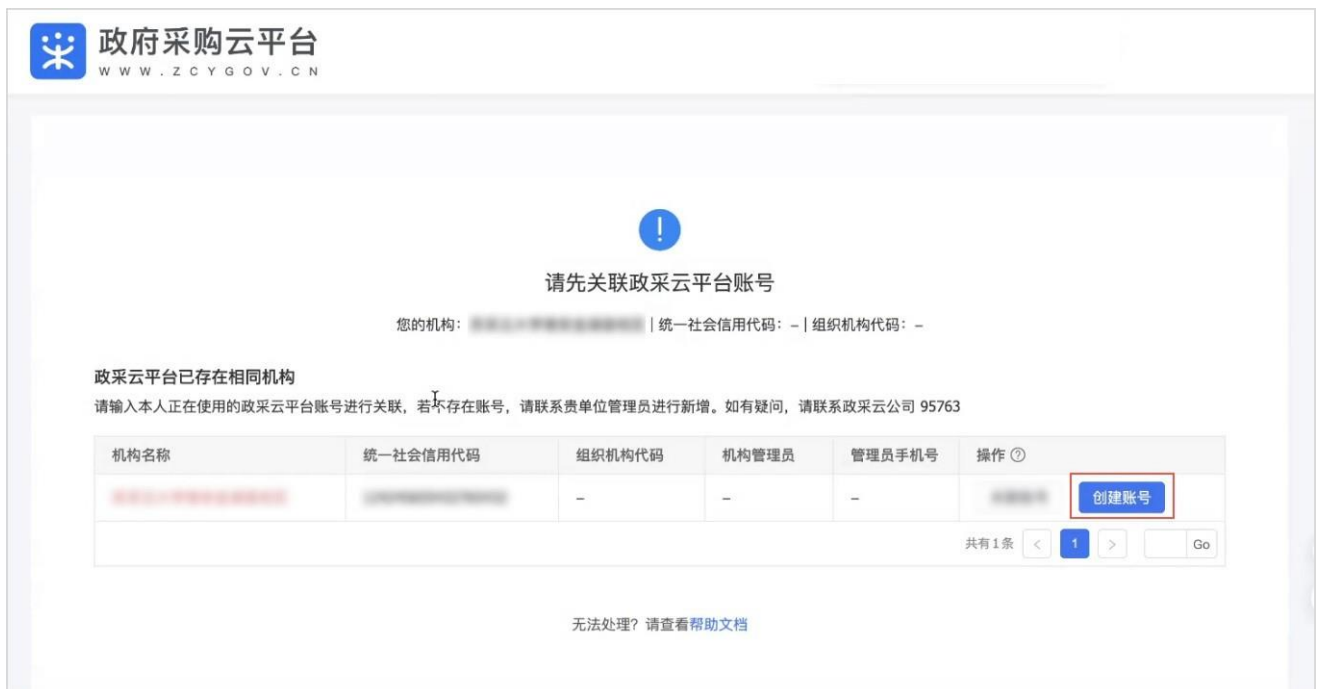 政府采购云平台
WWW.ZCYGOV.CN
请先关联政采云平台账号
您的机构： | 统一社会信用代码：– | 组织机构代码：–
政采云平台已存在相同机构
请输入本人正在使用的政采云平台账号进行关联，若不存在账号，请联系贵单位管理员进行新增。如有疑问，请联系政采云公司 95763
机构名称 统一社会信用代码 组织机构代码 机构管理员 管理员手机号 操作 ?
– – – 创建账号
共有1条 < 1 > Go
无法处理？请查看帮助文档